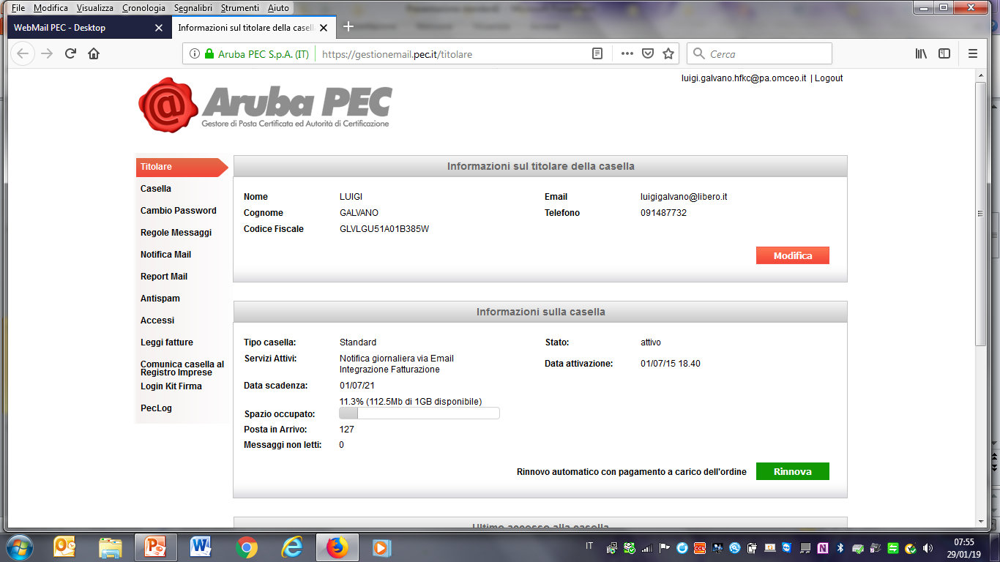 File Modifica Visualizza Cronologia Segnalibri Strumenti Aiuto
WebMail PEC - Desktop
Informazioni sul titolare della casell
Aruba PEC S.p.A. (IT)
https://gestionemail.pec.it/titolare
Cerca
luigi.galvano.hfkc@pa.omceo.it | Logout
Aruba PEC
Gestore di Posta Certificata ed Autorità di Certificazione
Titolare
Casella
Cambio Password
Regole Messaggi
Notifica Mail
Report Mail
Antispam
Accessi
Leggi fatture
Comunica casella al
Registro Imprese
Login Kit Firma
PecLog
Informazioni sul titolare della casella
Nome LUIGI Email luigigalvano@libero.it
Cognome GALVANO Telefono 091487732
Codice Fiscale GLVLGU51A01B385W
Modifica
Informazioni sulla casella
Tipo casella: Standard Stato: attivo
Servizi Attivi: Notifica giornaliera via Email
Integrazione Fatturazione
Data attivazione: 01/07/15 18.40
Data scadenza: 01/07/21
11.3% (112.5Mb di 1GB disponibile)
Spazio occupato:
Posta in Arrivo: 127
Messaggi non letti: 0
Rinnovo automatico con pagamento a carico dell'ordine Rinnova
Ultimo accesso alla casella
IT
07:55
29/01/19